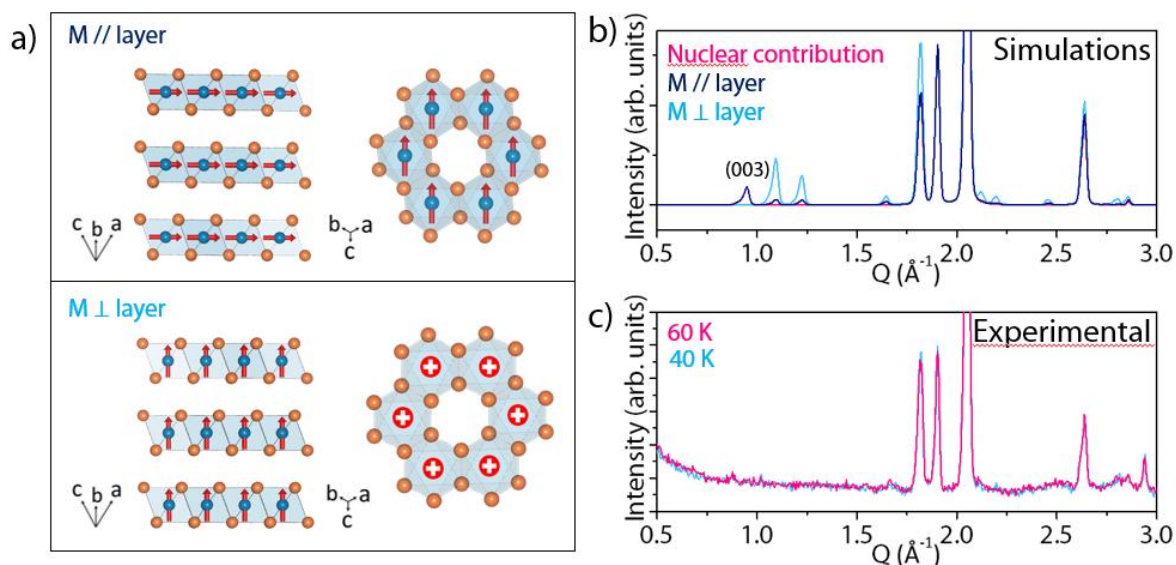 a)
M // layer
c b a
b a
c
M ⊥ layer
c b a
b a
c
b)
Intensity (arb. units)
Nuclear contribution
M // layer
M ⊥ layer
Simulations
(003)
0.5 1.0 1.5 2.0 2.5 3.0
Q (Å⁻¹)
c)
Intensity (arb. units)
60 K
40 K
Experimental
0.5 1.0 1.5 2.0 2.5 3.0
Q (Å⁻¹)